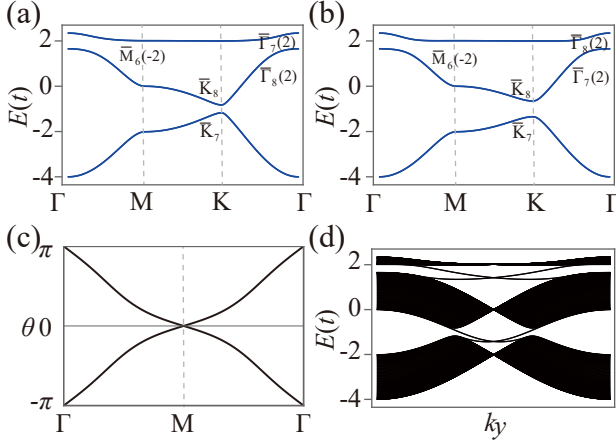 (a)
(b)
E(t)
2
0
-2
-4
M̅₆(-2)
K̅₈
K̅₇
Γ̅₇(2)
Γ̅₈(2)
Γ
M
K
Γ
E(t)
2
0
-2
-4
M̅₆(-2)
K̅₈
K̅₇
Γ̅₈(2)
Γ̅₇(2)
Γ
M
K
Γ
(c)
(d)
π
θ 0
-π
Γ
M
Γ
E(t)
2
0
-2
-4
ky